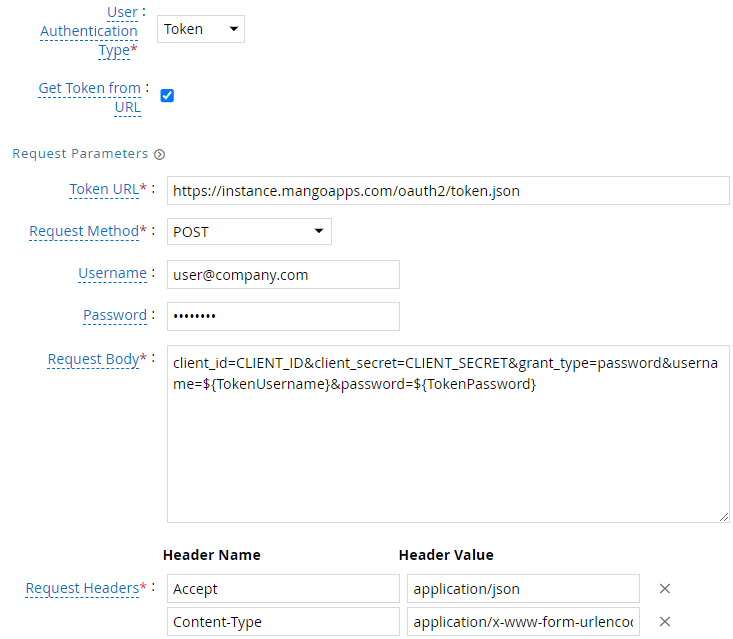 User :
Authentication
Type*
Token
Get Token from :
URL
Request Parameters
Token URL* : https://instance.mangoapps.com/oauth2/token.json
Request Method* : POST
Username : user@company.com
Password : ••••••••
Request Body* : client_id=CLIENT_ID&client_secret=CLIENT_SECRET&grant_type=password&userna
me=${TokenUsername}&password=${TokenPassword}
Header Name Header Value
Request Headers* : Accept application/json
Content-Type application/x-www-form-urlenco